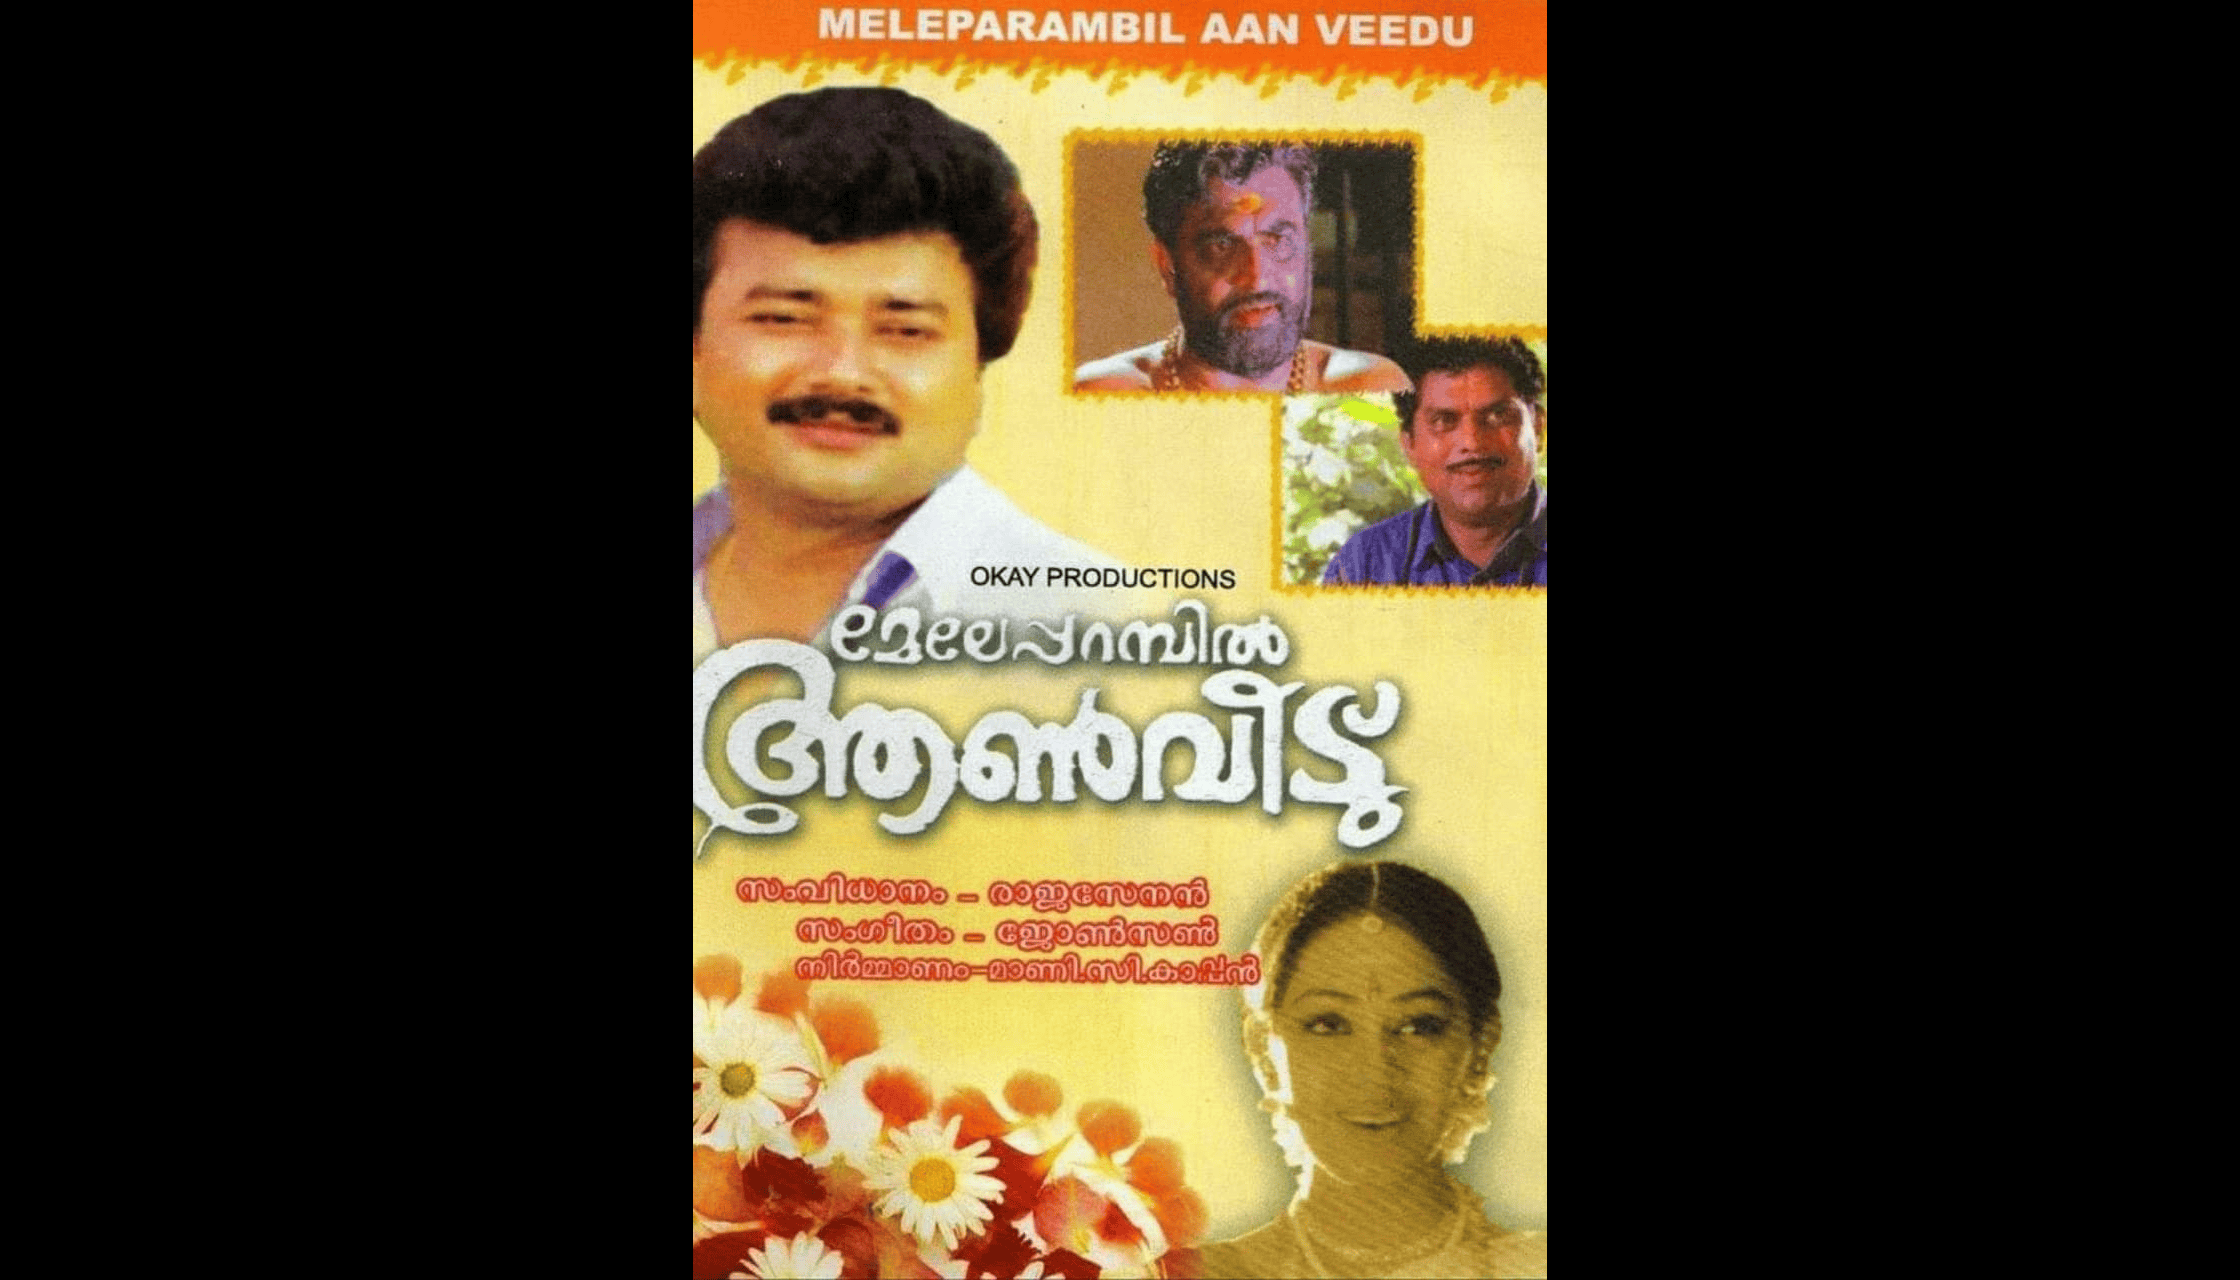 MELEPARAMBIL AAN VEEDU
OKAY PRODUCTIONS
മേലേപ്പറമ്പിൽ
ആൺവീടു
സംവിധാനം - രാജസേനൻ
സംഗീതം - ജോൺസൺ
നിർമ്മാണം-മാണി.സി.കാപ്പൻ